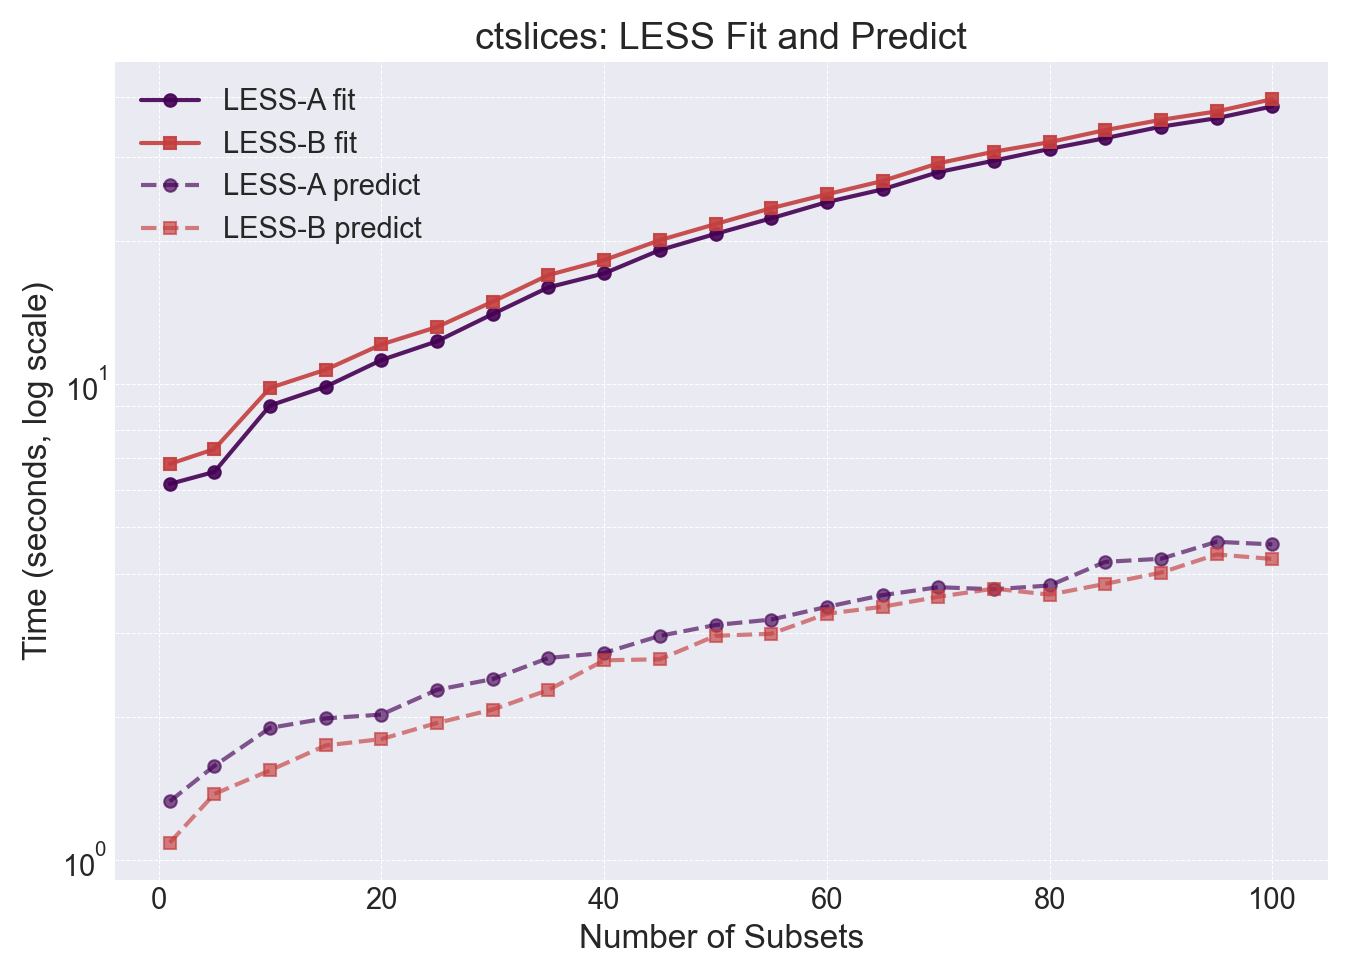 ctslices: LESS Fit and Predict
LESS-A fit
LESS-B fit
LESS-A predict
LESS-B predict
Time (seconds, log scale)
10^1
10^0
0 20 40 60 80 100
Number of Subsets